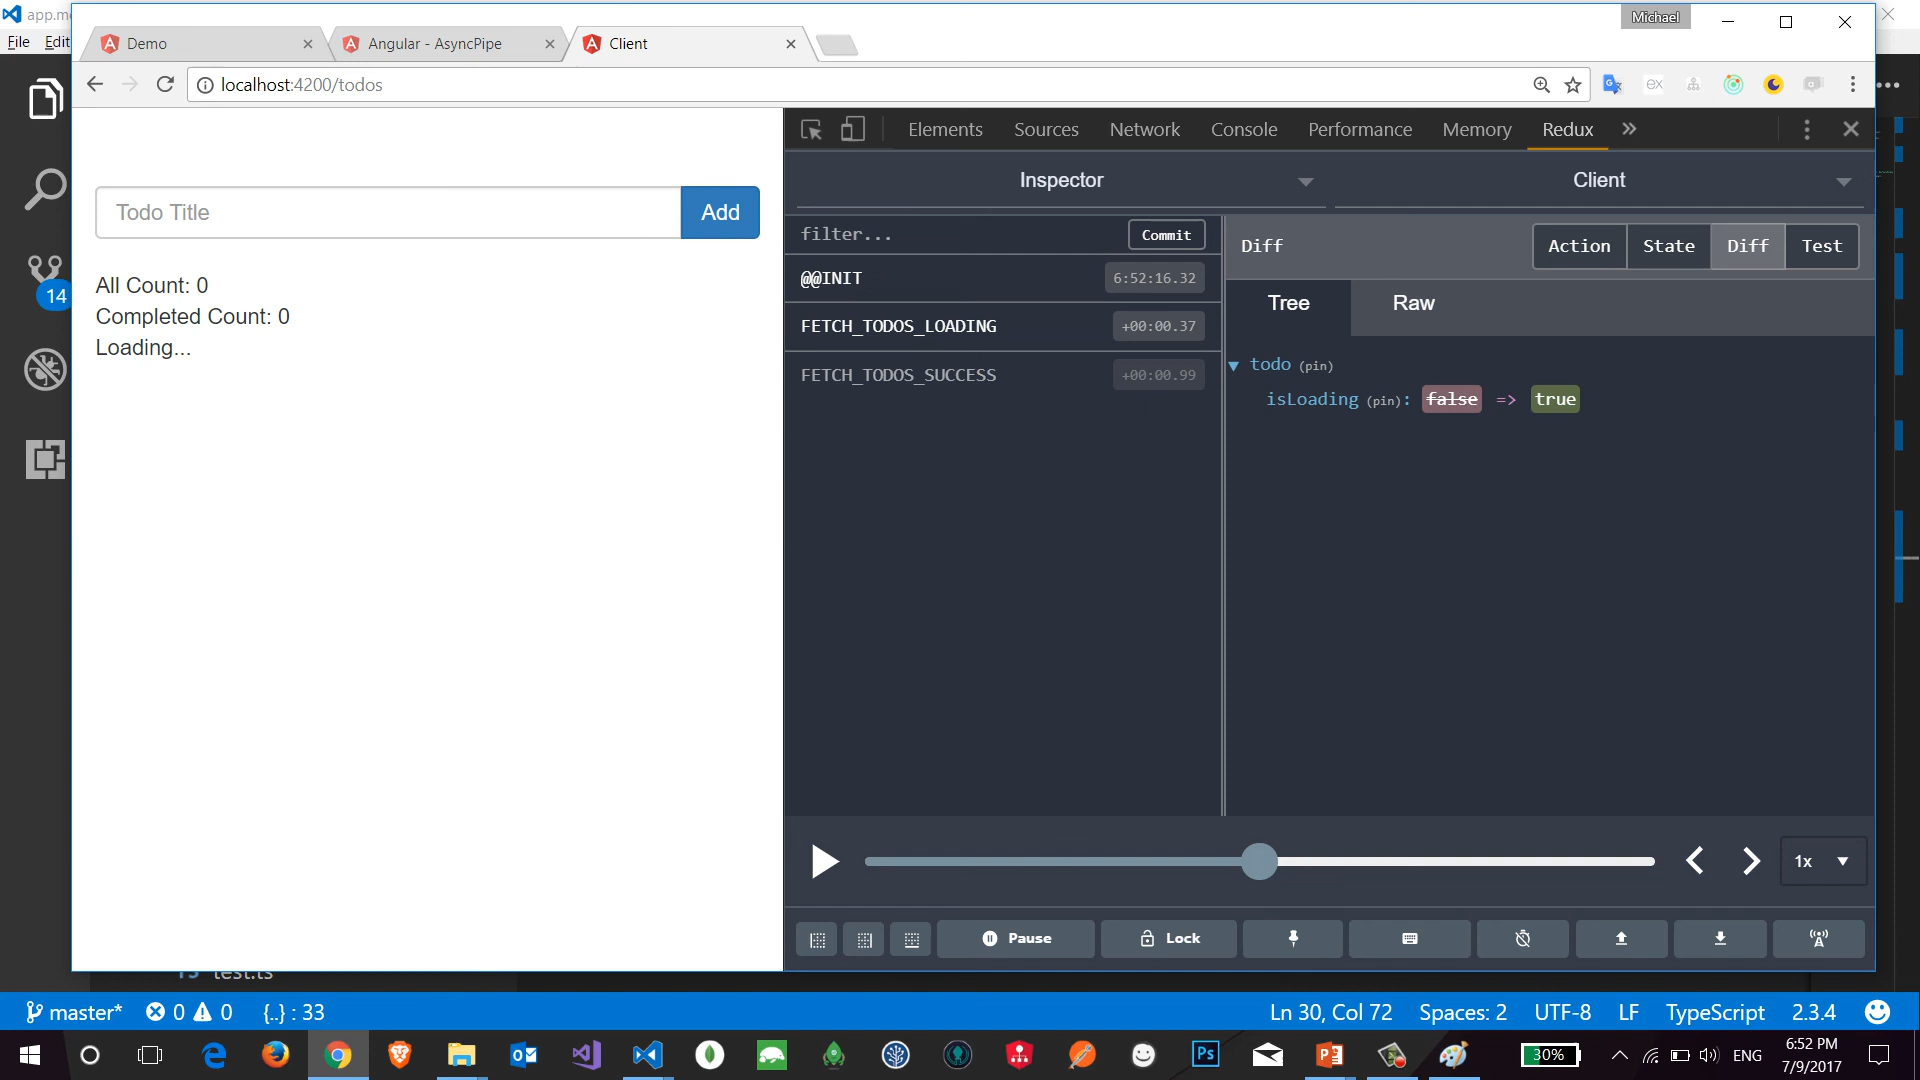 app.m
Michael
File Edit
Demo
Angular - AsyncPipe
Client
localhost:4200/todos
Elements Sources Network Console Performance Memory Redux
Inspector
Client
Todo Title
Add
filter...
Commit
Diff
Action State Diff Test
@@INIT
6:52:16.32
Tree Raw
All Count: 0
Completed Count: 0
Loading...
14
FETCH_TODOS_LOADING
+00:00.37
FETCH_TODOS_SUCCESS
+00:00.99
todo (pin)
isLoading (pin): false => true
1x
Pause
Lock
test.ts
master* 0 0 {..} : 33
Ln 30, Col 72 Spaces: 2 UTF-8 LF TypeScript 2.3.4
30%
ENG
6:52 PM
7/9/2017